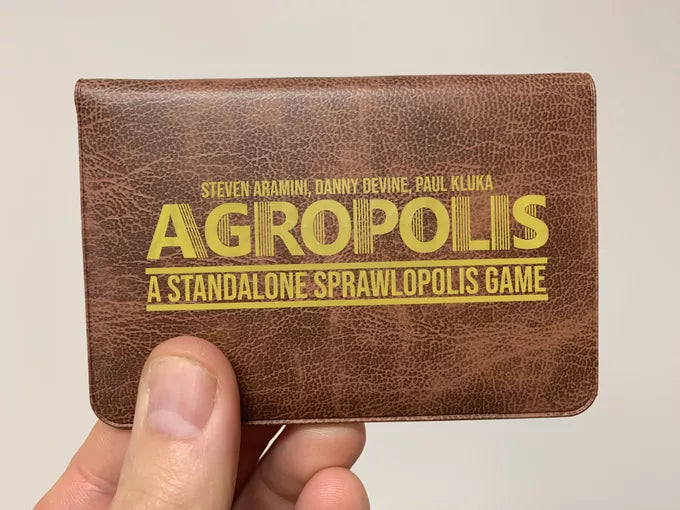 STEVEN ARAMINI, DANNY DEVINE, PAUL KLUKA
AGROPOLIS
A STANDALONE SPRAWLOPOLIS GAME